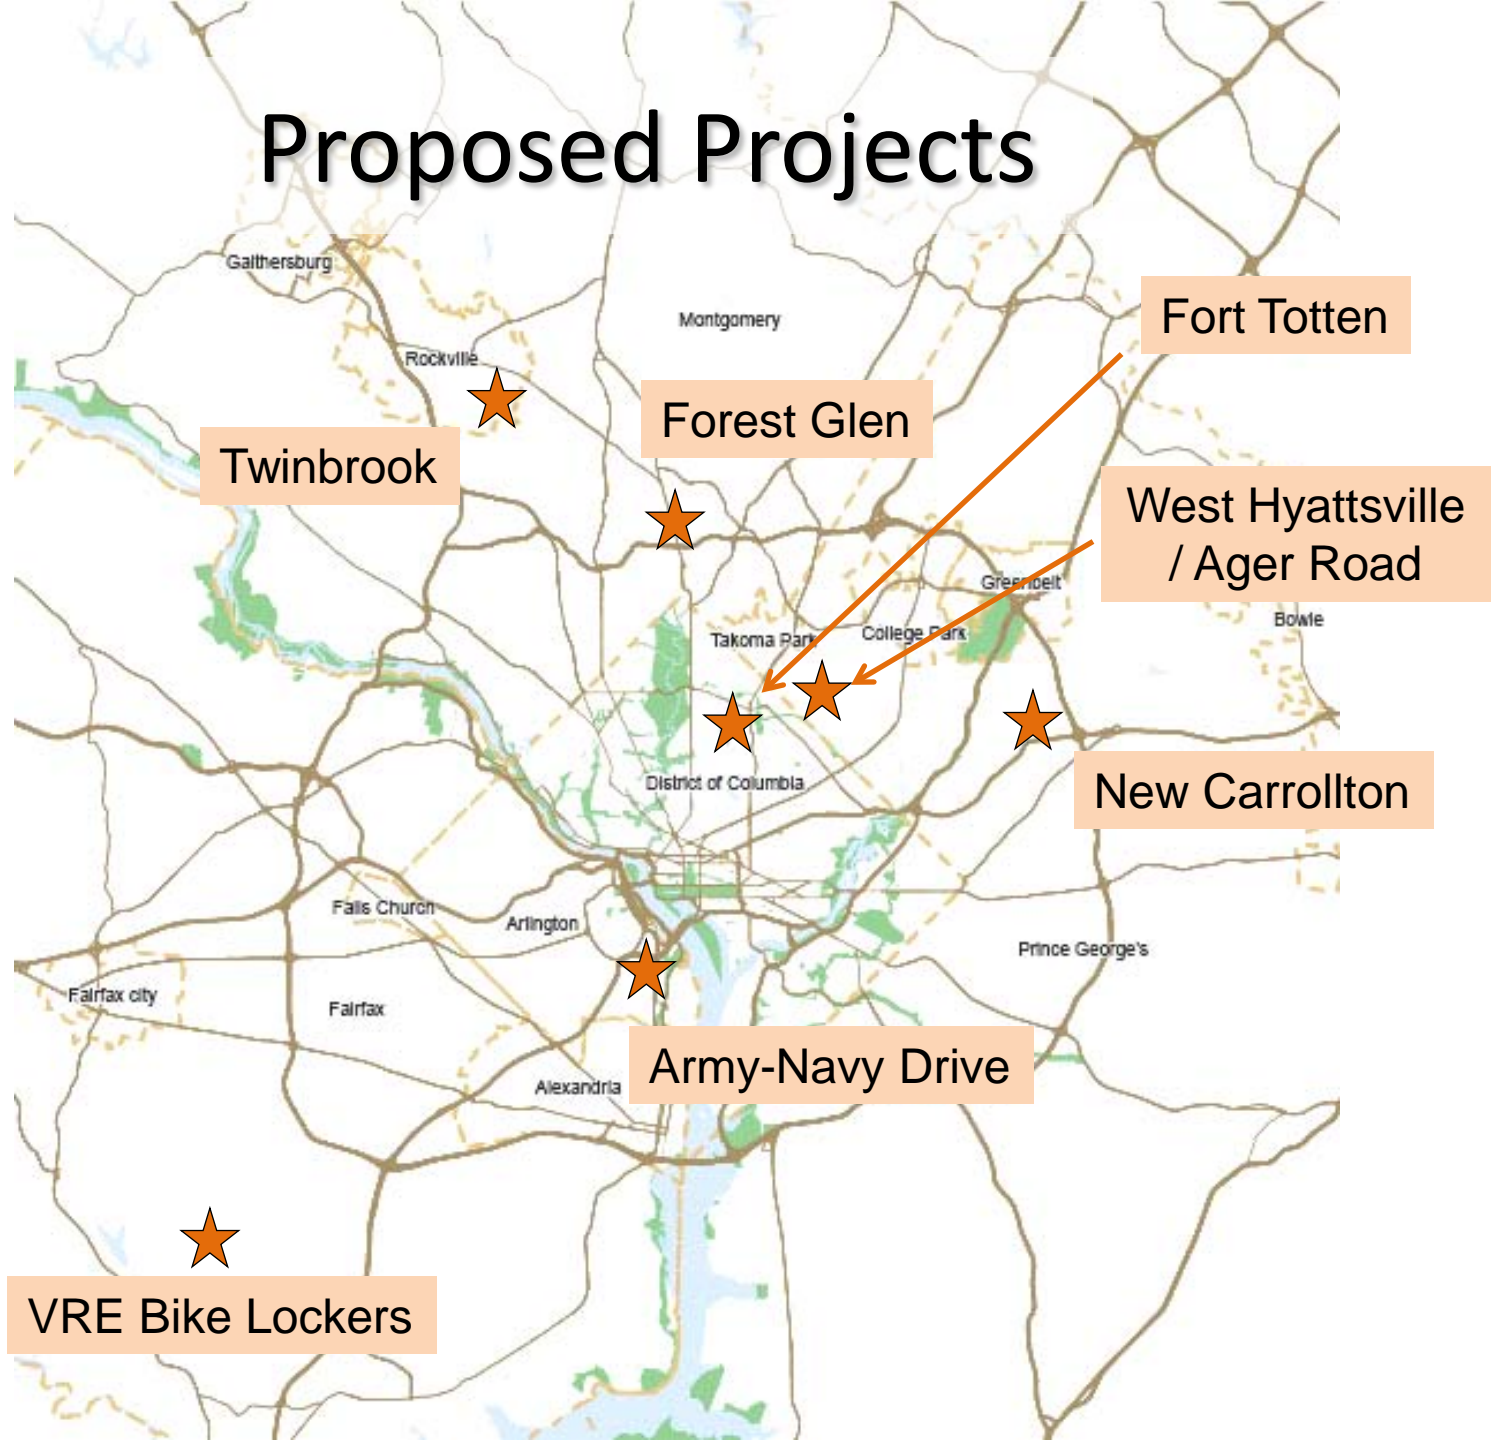 Proposed Projects
Gaithersburg
Fort Totten
Montgomery
Rockville
Forest Glen
Twinbrook
West Hyattsville
/ Ager Road
Greenbelt
Bowie
Takoma Park
College Park
District of Columbia
New Carrollton
Falls Church
Arlington
Prince George's
Fairfax city
Fairfax
Army-Navy Drive
Alexandria
VRE Bike Lockers